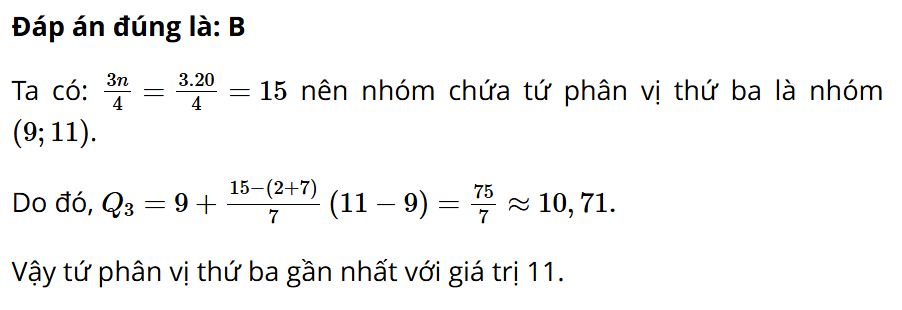 Đáp án đúng là: B
Ta có: $\frac{3n}{4} = \frac{3.20}{4} = 15$ nên nhóm chứa tứ phân vị thứ ba là nhóm
$(9; 11)$.
Do đó, $Q_3 = 9 + \frac{15-(2+7)}{7}(11 - 9) = \frac{75}{7} \approx 10,71$.
Vậy tứ phân vị thứ ba gần nhất với giá trị 11.